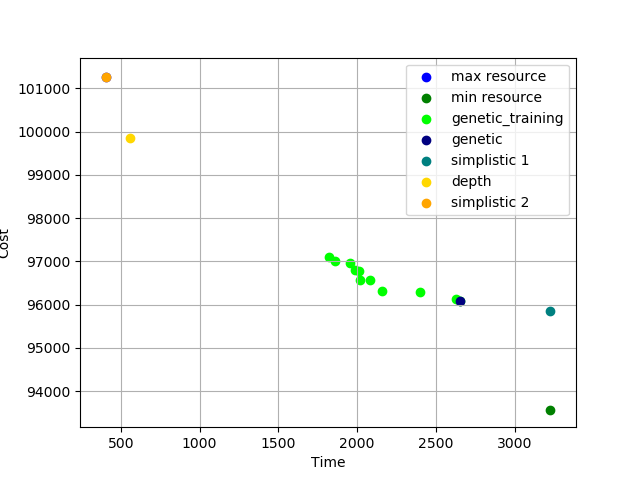 101000
100000
99000
98000
97000
96000
95000
94000
Cost
500 1000 1500 2000 2500 3000
Time
max resource
min resource
genetic_training
genetic
simplistic 1
depth
simplistic 2